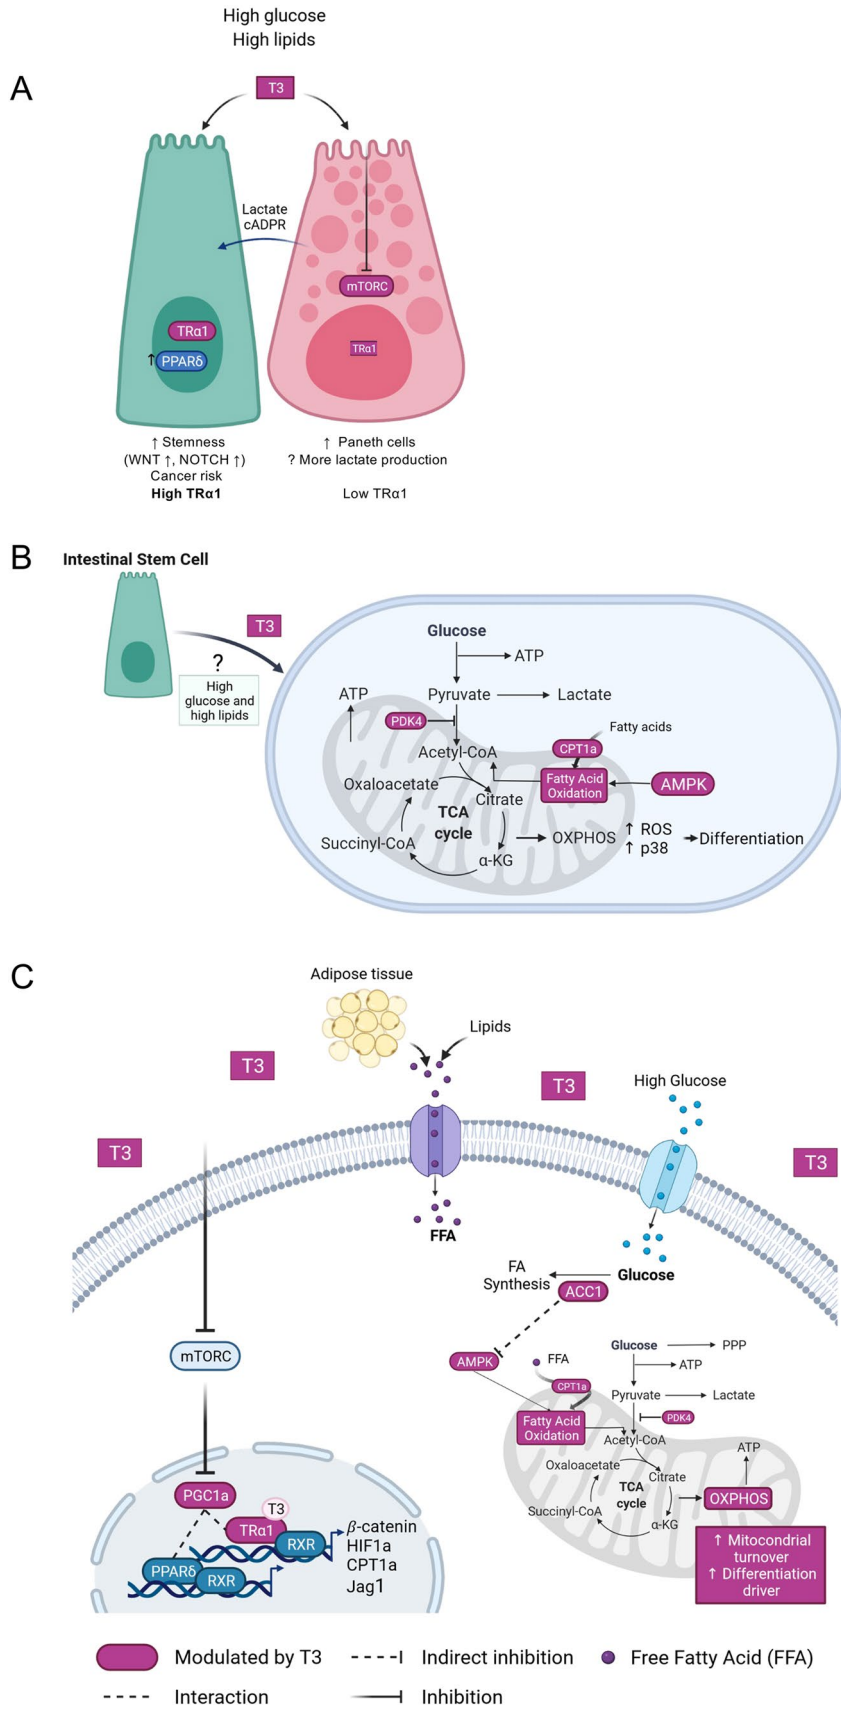 High glucose
High lipids
A
T3
Lactate
cADPR
mTORC
TRα1
TRα1
↑ PPARδ
↑ Stemness
(WNT ↑, NOTCH ↑)
Cancer risk
High TRα1
↑ Paneth cells
? More lactate production
Low TRα1
B
Intestinal Stem Cell
T3
?
High
glucose and
high lipids
Glucose
ATP
ATP
Pyruvate
Lactate
PDK4
Fatty acids
CPT1a
Acetyl-CoA
Fatty Acid
Oxidation
AMPK
Oxaloacetate
Citrate
TCA
cycle
Succinyl-CoA
α-KG
OXPHOS
↑ ROS
↑ p38
Differentiation
C
Adipose tissue
Lipids
T3
T3
High Glucose
T3
T3
FFA
FA
Synthesis
Glucose
ACC1
mTORC
AMPK
FFA
CPT1a
Glucose
PPP
ATP
Pyruvate
Lactate
PDK4
Fatty Acid
Oxidation
Acetyl-CoA
ATP
Oxaloacetate
Citrate
TCA
cycle
OXPHOS
Succinyl-CoA
α-KG
↑ Mitocondrial
turnover
↑ Differentiation
driver
PGC1a
T3
TRα1
RXR
PPARδ
RXR
β-catenin
HIF1a
CPT1a
Jag1
Modulated by T3
Indirect inhibition
Free Fatty Acid (FFA)
Interaction
Inhibition